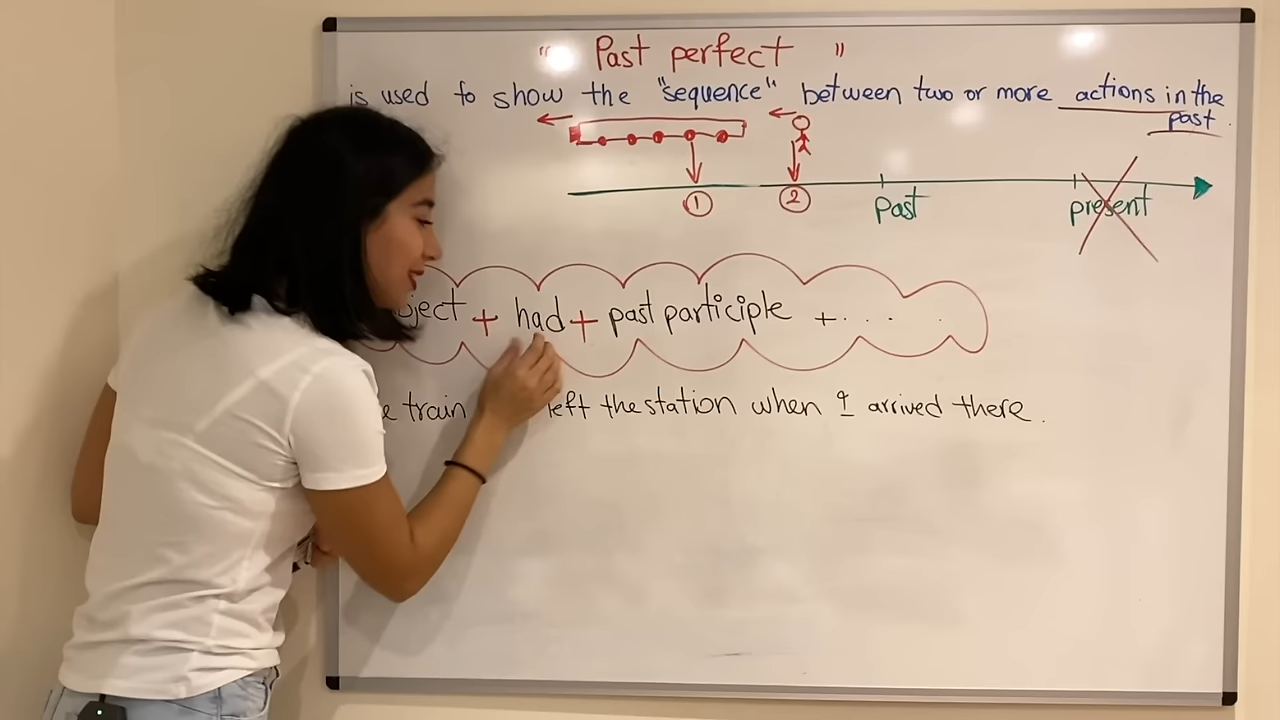 " Past perfect "
is used to show the "sequence" between two or more actions in the
past.
1 2 past present
ject + had + past participle + . . . .
e train left the station when I arrived there.